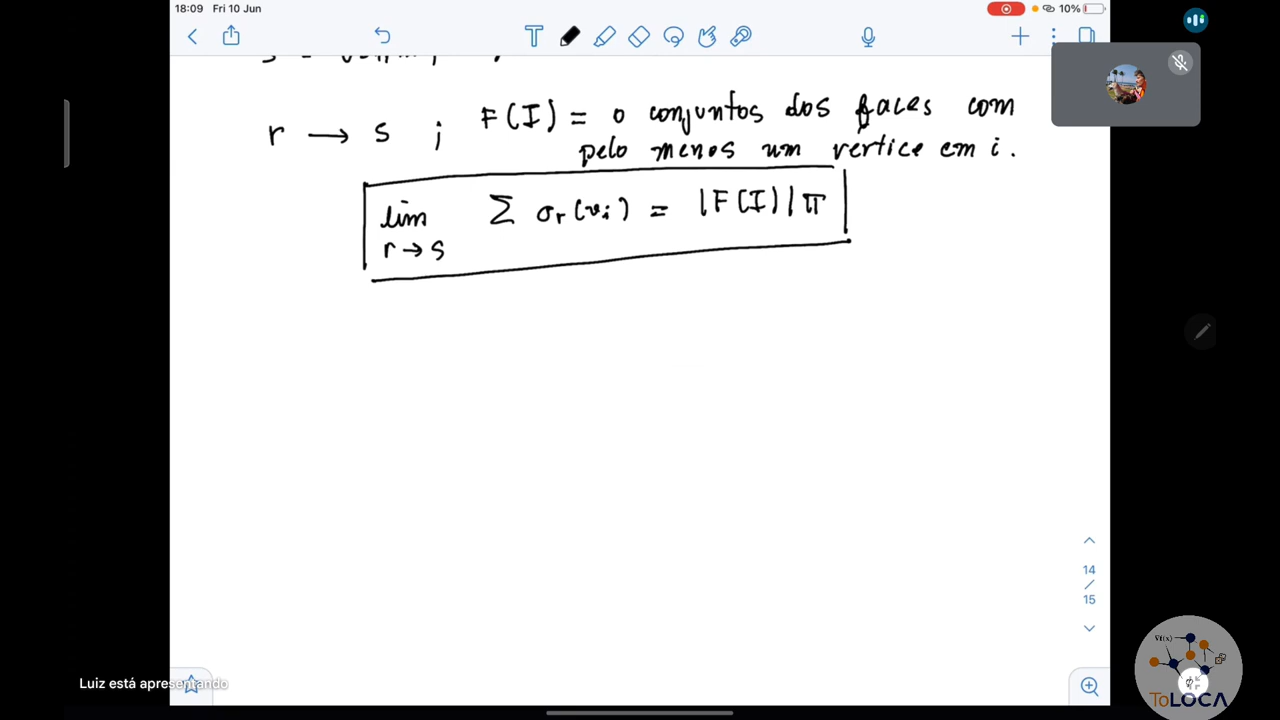 18:09 Fri 10 Jun
10%
r → s ; F(I) = o conjuntos dos faces com
pelo menos um vertice em i.
lim Σ σr(vi) = |F(I)| π
r → s
14
/
15
Luiz está apresentando
∇f(x)
ToLOCA